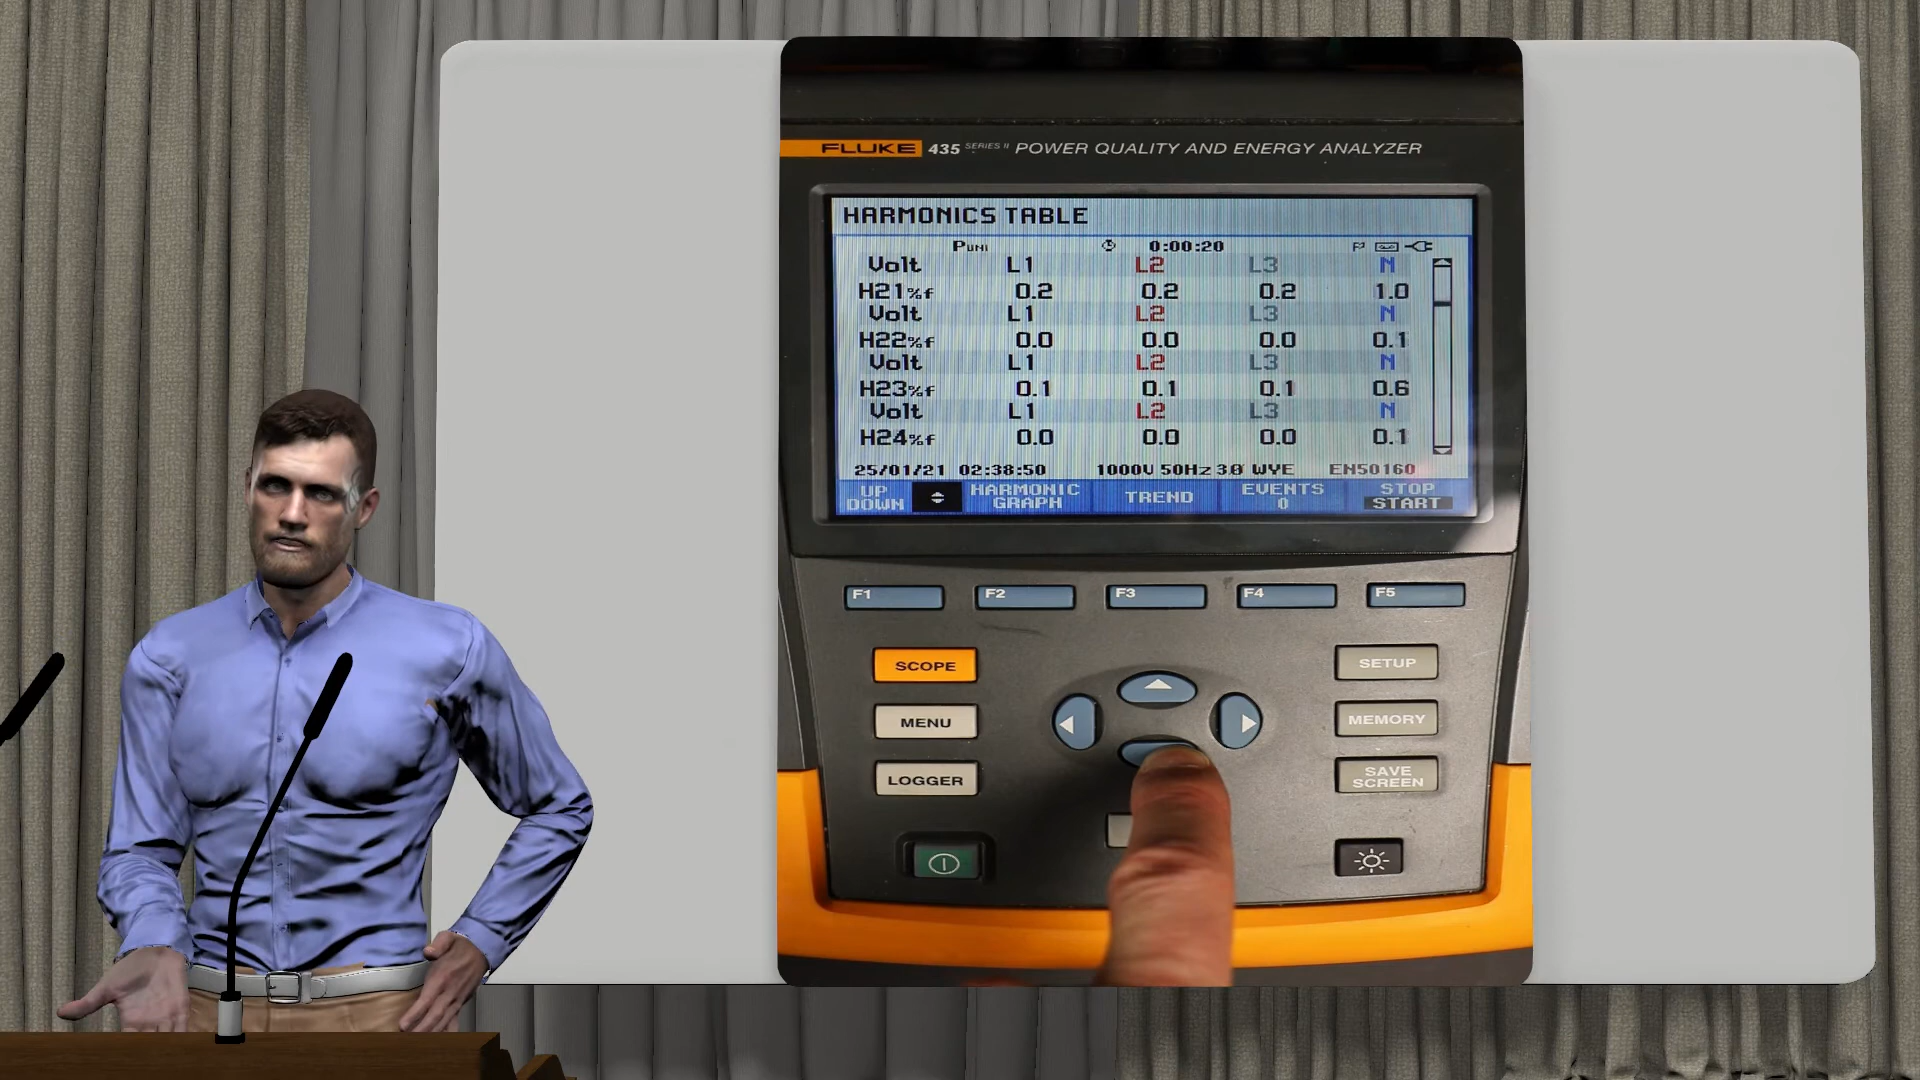 FLUKE 435 SERIES II POWER QUALITY AND ENERGY ANALYZER
HARMONICS TABLE
PUNI 0:00:20
Volt L1 L2 L3 N
H21%f 0.2 0.2 0.2 1.0
Volt L1 L2 L3 N
H22%f 0.0 0.0 0.0 0.1
Volt L1 L2 L3 N
H23%f 0.1 0.1 0.1 0.6
Volt L1 L2 L3 N
H24%f 0.0 0.0 0.0 0.1
25/01/21 02:38:50 1000V 50Hz 3Ø WYE EN50160
UP DOWN HARMONIC GRAPH TREND EVENTS 0 STOP START
F1 F2 F3 F4 F5
SCOPE
MENU
LOGGER
SETUP
MEMORY
SAVE
SCREEN